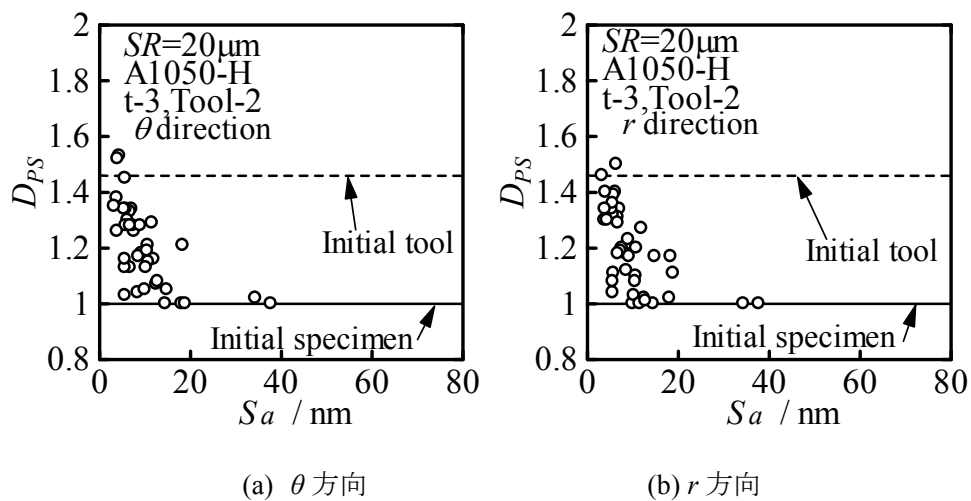 2
1.8
1.6
1.4
1.2
1
0.8
D_PS
SR=20μm
A1050-H
t-3,Tool-2
θ direction
Initial tool
Initial specimen
0 20 40 60 80
Sa / nm
(a) θ 方向
2
1.8
1.6
1.4
1.2
1
0.8
D_PS
SR=20μm
A1050-H
t-3,Tool-2
r direction
Initial tool
Initial specimen
0 20 40 60 80
Sa / nm
(b) r 方向